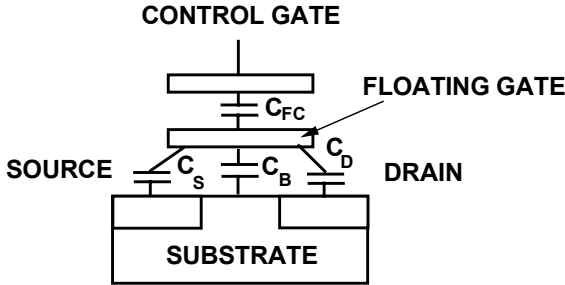 CONTROL GATE
FLOATING GATE
C_FC
C_D
SOURCE
C_S
C_B
DRAIN
SUBSTRATE